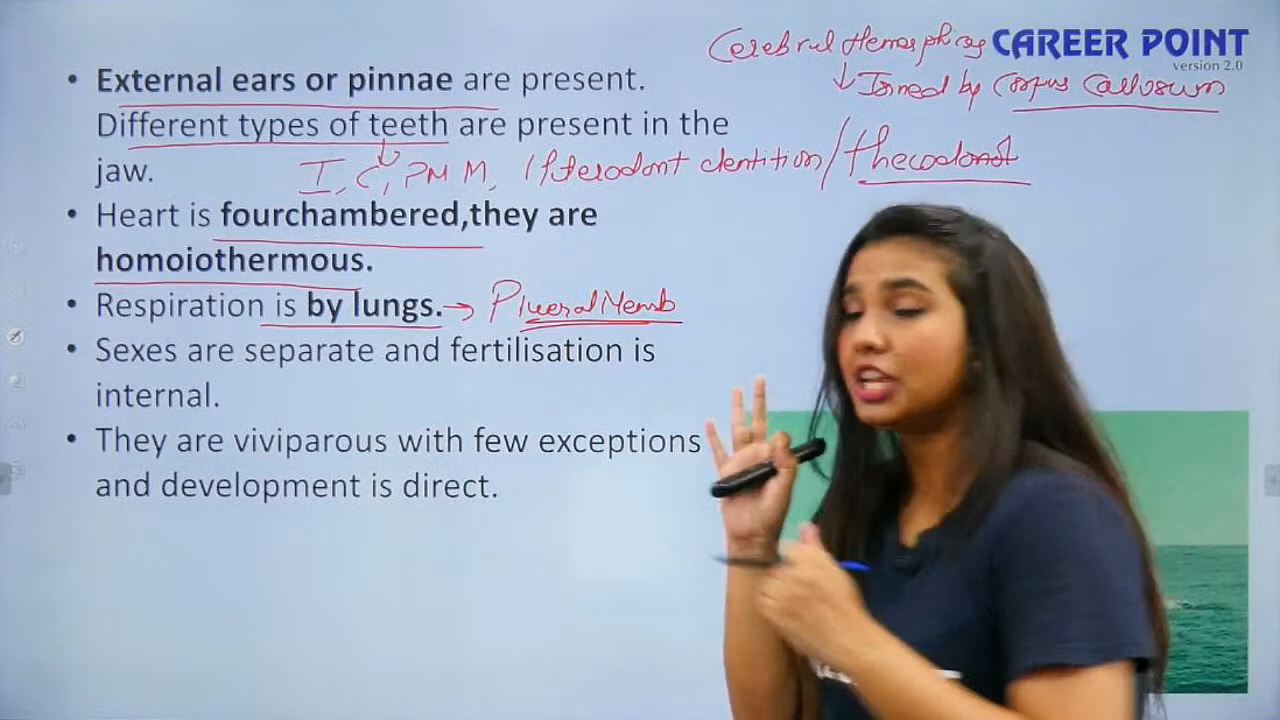 Cerebral Hemisphires CAREER POINT
version 2.0
Joined by Corpus Callosum
• External ears or pinnae are present.
Different types of teeth are present in the
jaw.
I, C, PM M, Heterodont dentition/thecodont
• Heart is fourchambered,they are
homoiothermous.
• Respiration is by lungs. → Plueral Memb
• Sexes are separate and fertilisation is
internal.
• They are viviparous with few exceptions
and development is direct.